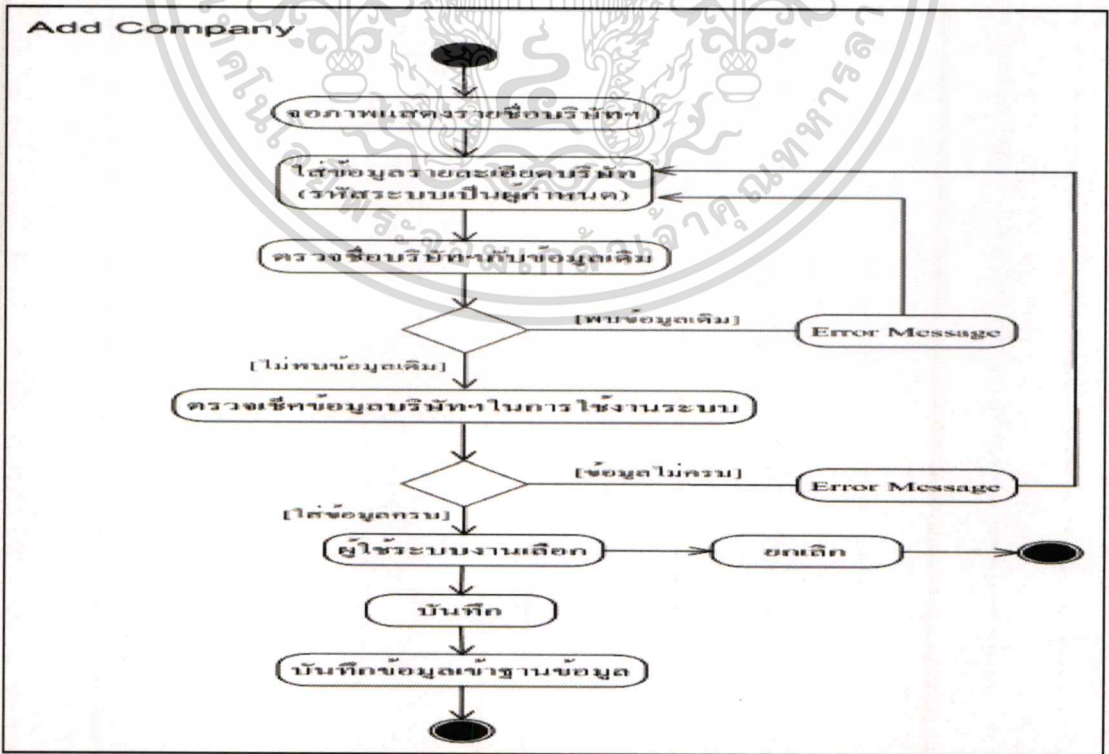 Add Company
จอภาพแสดงรายชื่อบริษัทฯ
ใส่ข้อมูลรายละเอียดบริษัท
(รหัสระบบเป็นผู้กำหนด)
ตรวจชื่อบริษัทฯกับข้อมูลเดิม
[พบข้อมูลเดิม]
Error Message
[ไม่พบข้อมูลเดิม]
ตรวจเช็คข้อมูลบริษัทฯในการใช้งานระบบ
[ข้อมูลไม่ครบ]
Error Message
[ใส่ข้อมูลครบ]
ผู้ใช้ระบบงานเลือก
ยกเลิก
บันทึก
บันทึกข้อมูลเข้าฐานข้อมูล